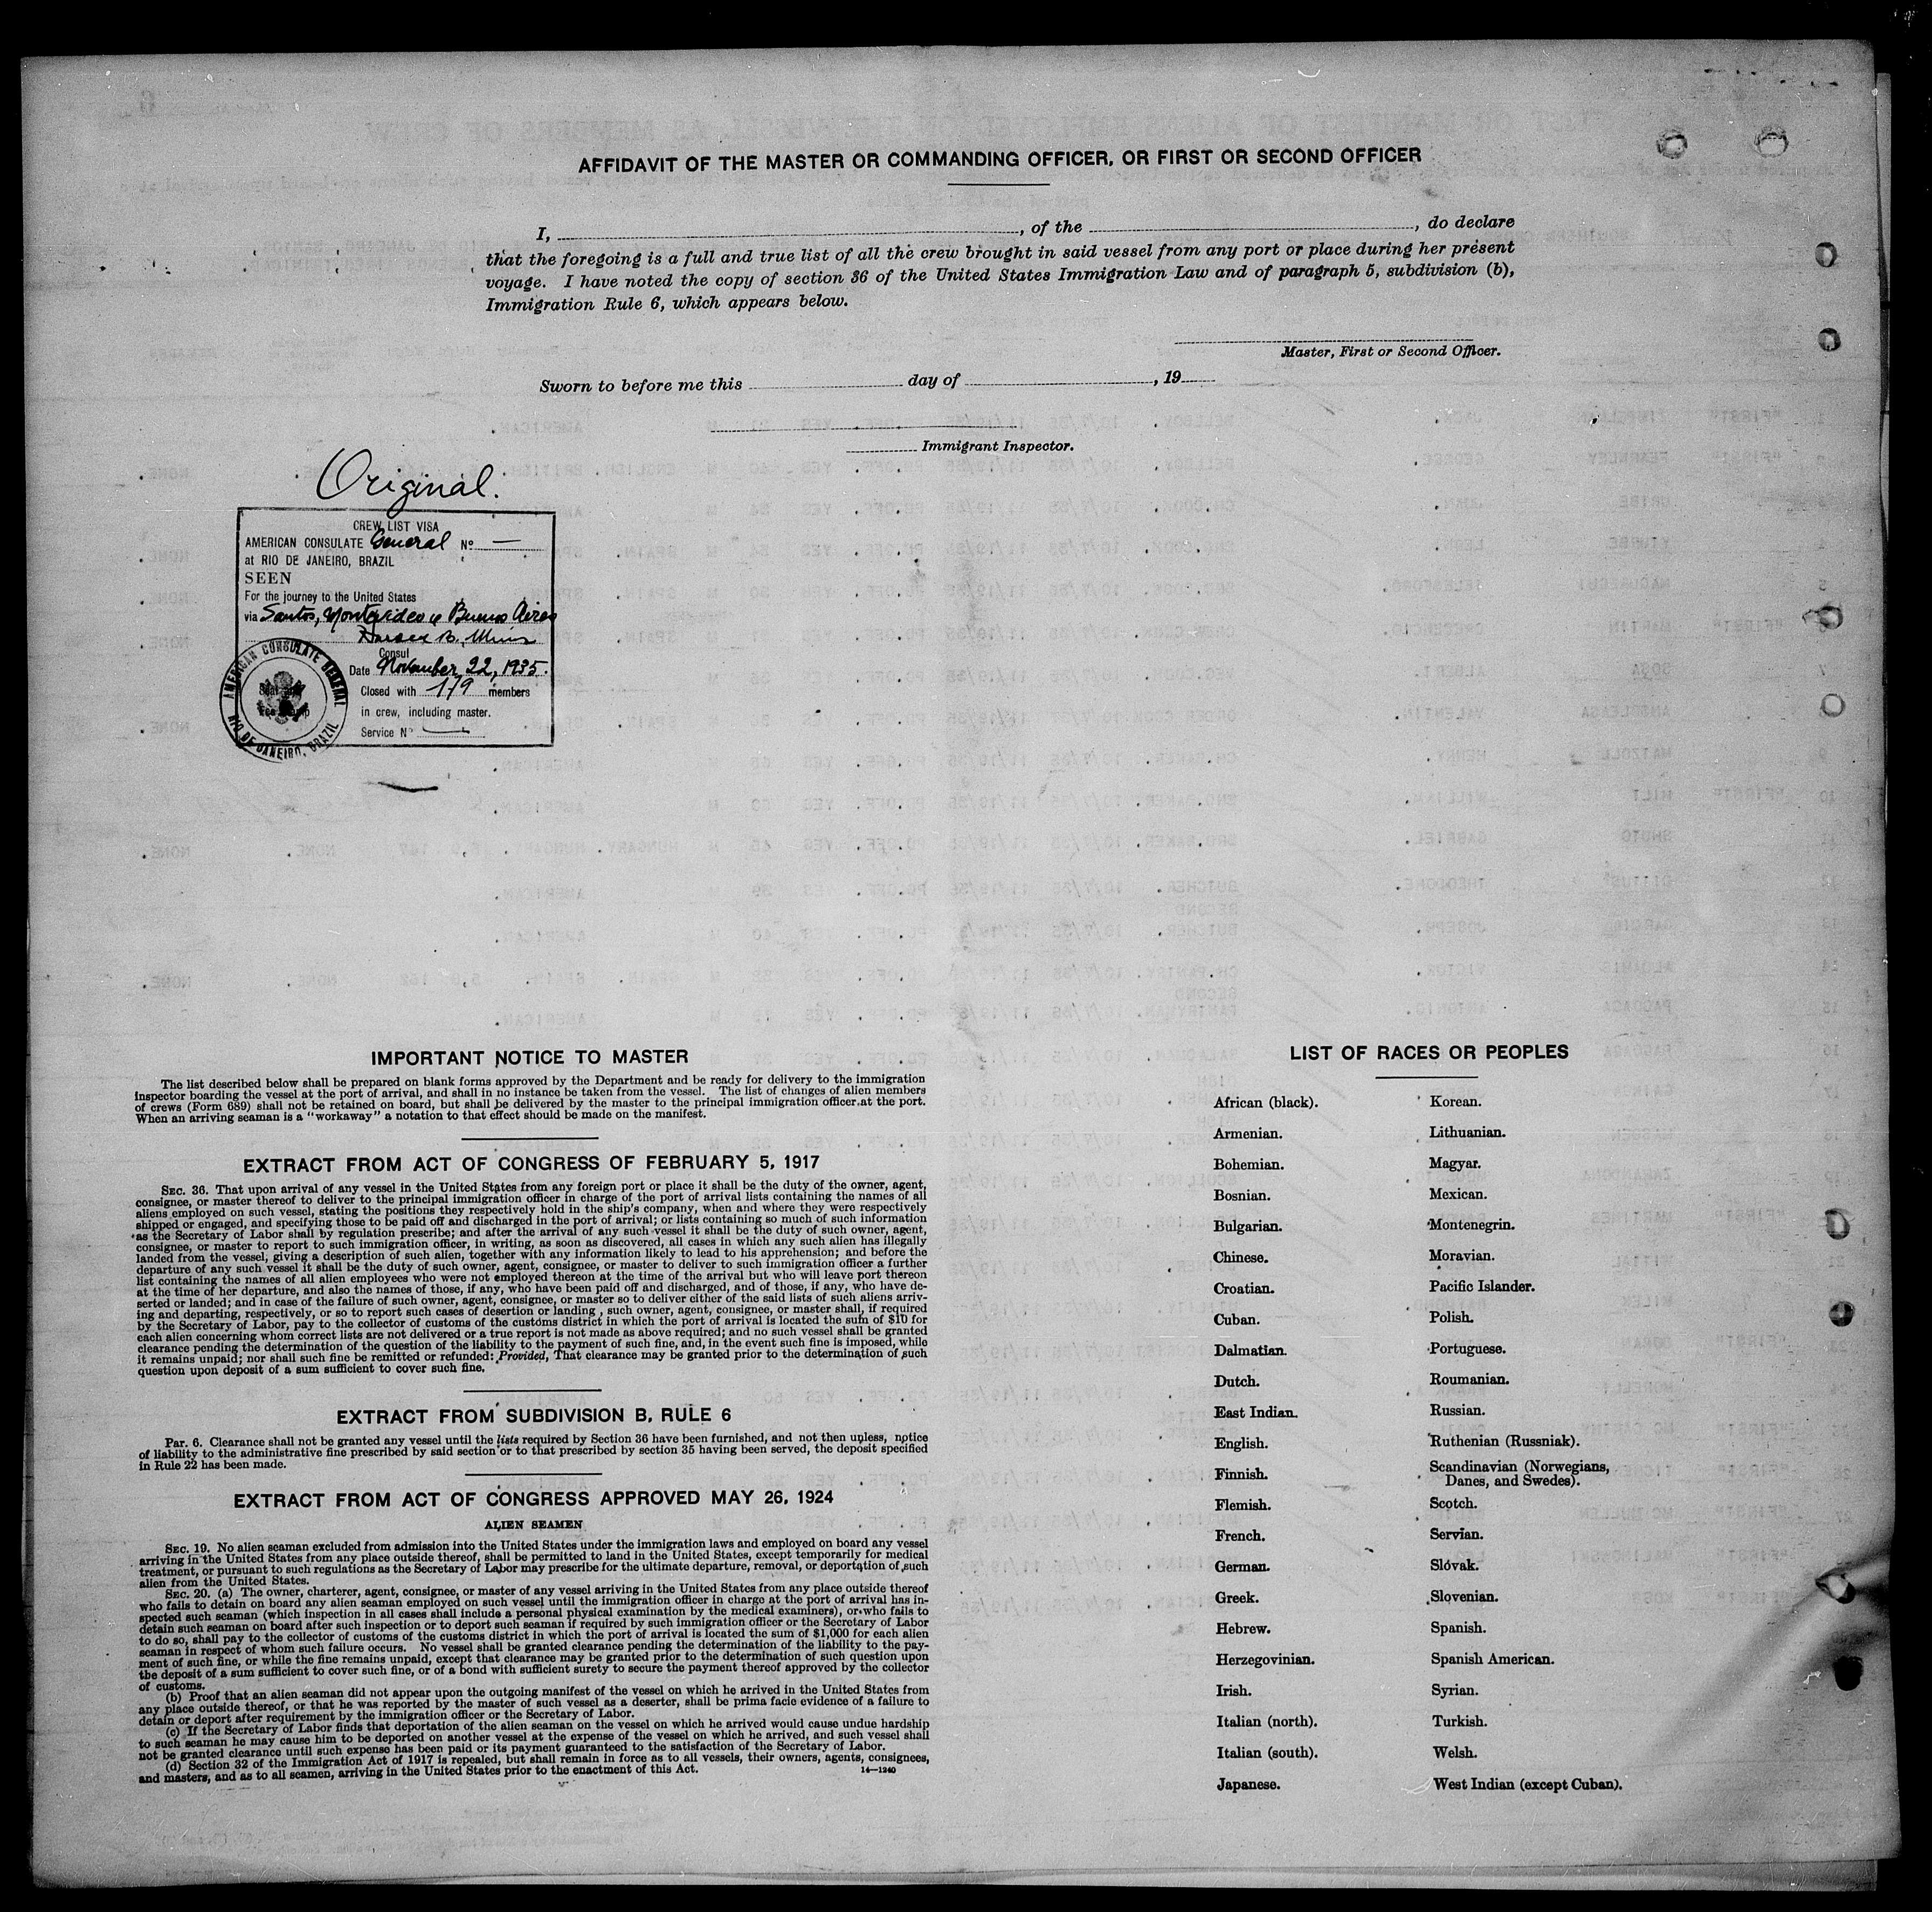 AFFIDAVIT OF THE MASTER OR COMMANDING OFFICER, OR FIRST OR SECOND OFFICER
I, , of the , do declare
that the foregoing is a full and true list of all the crew brought in said vessel from any port or place during her present
voyage. I have noted the copy of section 36 of the United States Immigration Law and of paragraph 5, subdivision (b),
Immigration Rule 6, which appears below.
Master, First or Second Officer.
Sworn to before me this day of , 19
Immigrant Inspector.
Original.
CREW LIST VISA
AMERICAN CONSULATE General No —
at RIO DE JANEIRO, BRAZIL
SEEN
For the journey to the United States
via Santos, Montevideo & Buenos Aires
Consul
Date November 22, 1935.
Closed with 179 members
in crew, including master.
Service No —
AMERICAN CONSULATE GENERAL
RIO DE JANEIRO, BRAZIL
IMPORTANT NOTICE TO MASTER
The list described below shall be prepared on blank forms approved by the Department and be ready for delivery to the immigration
inspector boarding the vessel at the port of arrival, and shall in no instance be taken from the vessel. The list of changes of alien members
of crews (Form 689) shall not be retained on board, but shall be delivered by the master to the principal immigration officer at the port.
When an arriving seaman is a "workaway" a notation to that effect should be made on the manifest.
EXTRACT FROM ACT OF CONGRESS OF FEBRUARY 5, 1917
SEC. 36. That upon arrival of any vessel in the United States from any foreign port or place it shall be the duty of the owner, agent,
consignee, or master thereof to deliver to the principal immigration officer in charge of the port of arrival lists containing the names of all
aliens employed on such vessel, stating the positions they respectively hold in the ship's company, when and where they were respectively
shipped or engaged, and specifying those to be paid off and discharged in the port of arrival; or lists containing so much of such information
as the Secretary of Labor shall by regulation prescribe; and after the arrival of any such vessel it shall be the duty of such owner, agent,
consignee, or master to report to such immigration officer, in writing, as soon as discovered, all cases in which any such alien has illegally
landed from the vessel, giving a description of such alien, together with any information likely to lead to his apprehension; and before the
departure of any such vessel it shall be the duty of such owner, agent, consignee, or master to deliver to such immigration officer a further
list containing the names of all alien employees who were not employed thereon at the time of the arrival but who will leave port thereon
at the time of her departure, and also the names of those, if any, who have been paid off and discharged, and of those, if any, who have de-
serted or landed; and in case of the failure of such owner, agent, consignee, or master so to deliver either of the said lists of such aliens arriv-
ing and departing, respectively, or so to report such cases of desertion or landing , such owner, agent, consignee, or master shall, if required
by the Secretary of Labor, pay to the collector of customs of the customs district in which the port of arrival is located the sum of $10 for
each alien concerning whom correct lists are not delivered or a true report is not made as above required; and no such vessel shall be granted
clearance pending the determination of the question of the liability to the payment of such fine, and, in the event such fine is imposed, while
it remains unpaid; nor shall such fine be remitted or refunded: Provided, That clearance may be granted prior to the determination of such
question upon deposit of a sum sufficient to cover such fine.
EXTRACT FROM SUBDIVISION B, RULE 6
Par. 6. Clearance shall not be granted any vessel until the lists required by Section 36 have been furnished, and not then unless, notice
of liability to the administrative fine prescribed by said section or to that prescribed by section 35 having been served, the deposit specified
in Rule 22 has been made.
EXTRACT FROM ACT OF CONGRESS APPROVED MAY 26, 1924
ALIEN SEAMEN
SEC. 19. No alien seaman excluded from admission into the United States under the immigration laws and employed on board any vessel
arriving in the United States from any place outside thereof, shall be permitted to land in the United States, except temporarily for medical
treatment, or pursuant to such regulations as the Secretary of Labor may prescribe for the ultimate departure, removal, or deportation of such
alien from the United States.
SEC. 20. (a) The owner, charterer, agent, consignee, or master of any vessel arriving in the United States from any place outside thereof
who fails to detain on board any alien seaman employed on such vessel until the immigration officer in charge at the port of arrival has in-
spected such seaman (which inspection in all cases shall include a personal physical examination by the medical examiners), or who fails to
detain such seaman on board after such inspection or to deport such seaman if required by such immigration officer or the Secretary of Labor
to do so, shall pay to the collector of customs of the customs district in which the port of arrival is located the sum of $1,000 for each alien
seaman in respect of whom such failure occurs. No vessel shall be granted clearance pending the determination of the liability to the pay-
ment of such fine, or while the fine remains unpaid, except that clearance may be granted prior to the determination of such question upon
the deposit of a sum sufficient to cover such fine, or of a bond with sufficient surety to secure the payment thereof approved by the collector
of customs.
(b) Proof that an alien seaman did not appear upon the outgoing manifest of the vessel on which he arrived in the United States from
any place outside thereof, or that he was reported by the master of such vessel as a deserter, shall be prima facie evidence of a failure to
detain or deport after requirement by the immigration officer or the Secretary of Labor.
(c) If the Secretary of Labor finds that deportation of the alien seaman on the vessel on which he arrived would cause undue hardship
to such seaman he may cause him to be deported on another vessel at the expense of the vessel on which he arrived, and such vessel shall
not be granted clearance until such expense has been paid or its payment guaranteed to the satisfaction of the Secretary of Labor.
(d) Section 32 of the Immigration Act of 1917 is repealed, but shall remain in force as to all vessels, their owners, agents, consignees,
and masters, and as to all seamen, arriving in the United States prior to the enactment of this Act. 14—1240
LIST OF RACES OR PEOPLES
African (black).
Armenian.
Bohemian.
Bosnian.
Bulgarian.
Chinese.
Croatian.
Cuban.
Dalmatian.
Dutch.
East Indian.
English.
Finnish.
Flemish.
French.
German.
Greek.
Hebrew.
Herzegovinian.
Irish.
Italian (north).
Italian (south).
Japanese.
Korean.
Lithuanian.
Magyar.
Mexican.
Montenegrin.
Moravian.
Pacific Islander.
Polish.
Portuguese.
Roumanian.
Russian.
Ruthenian (Russniak).
Scandinavian (Norwegians,
Danes, and Swedes).
Scotch.
Servian.
Slovak.
Slovenian.
Spanish.
Spanish American.
Syrian.
Turkish.
Welsh.
West Indian (except Cuban).